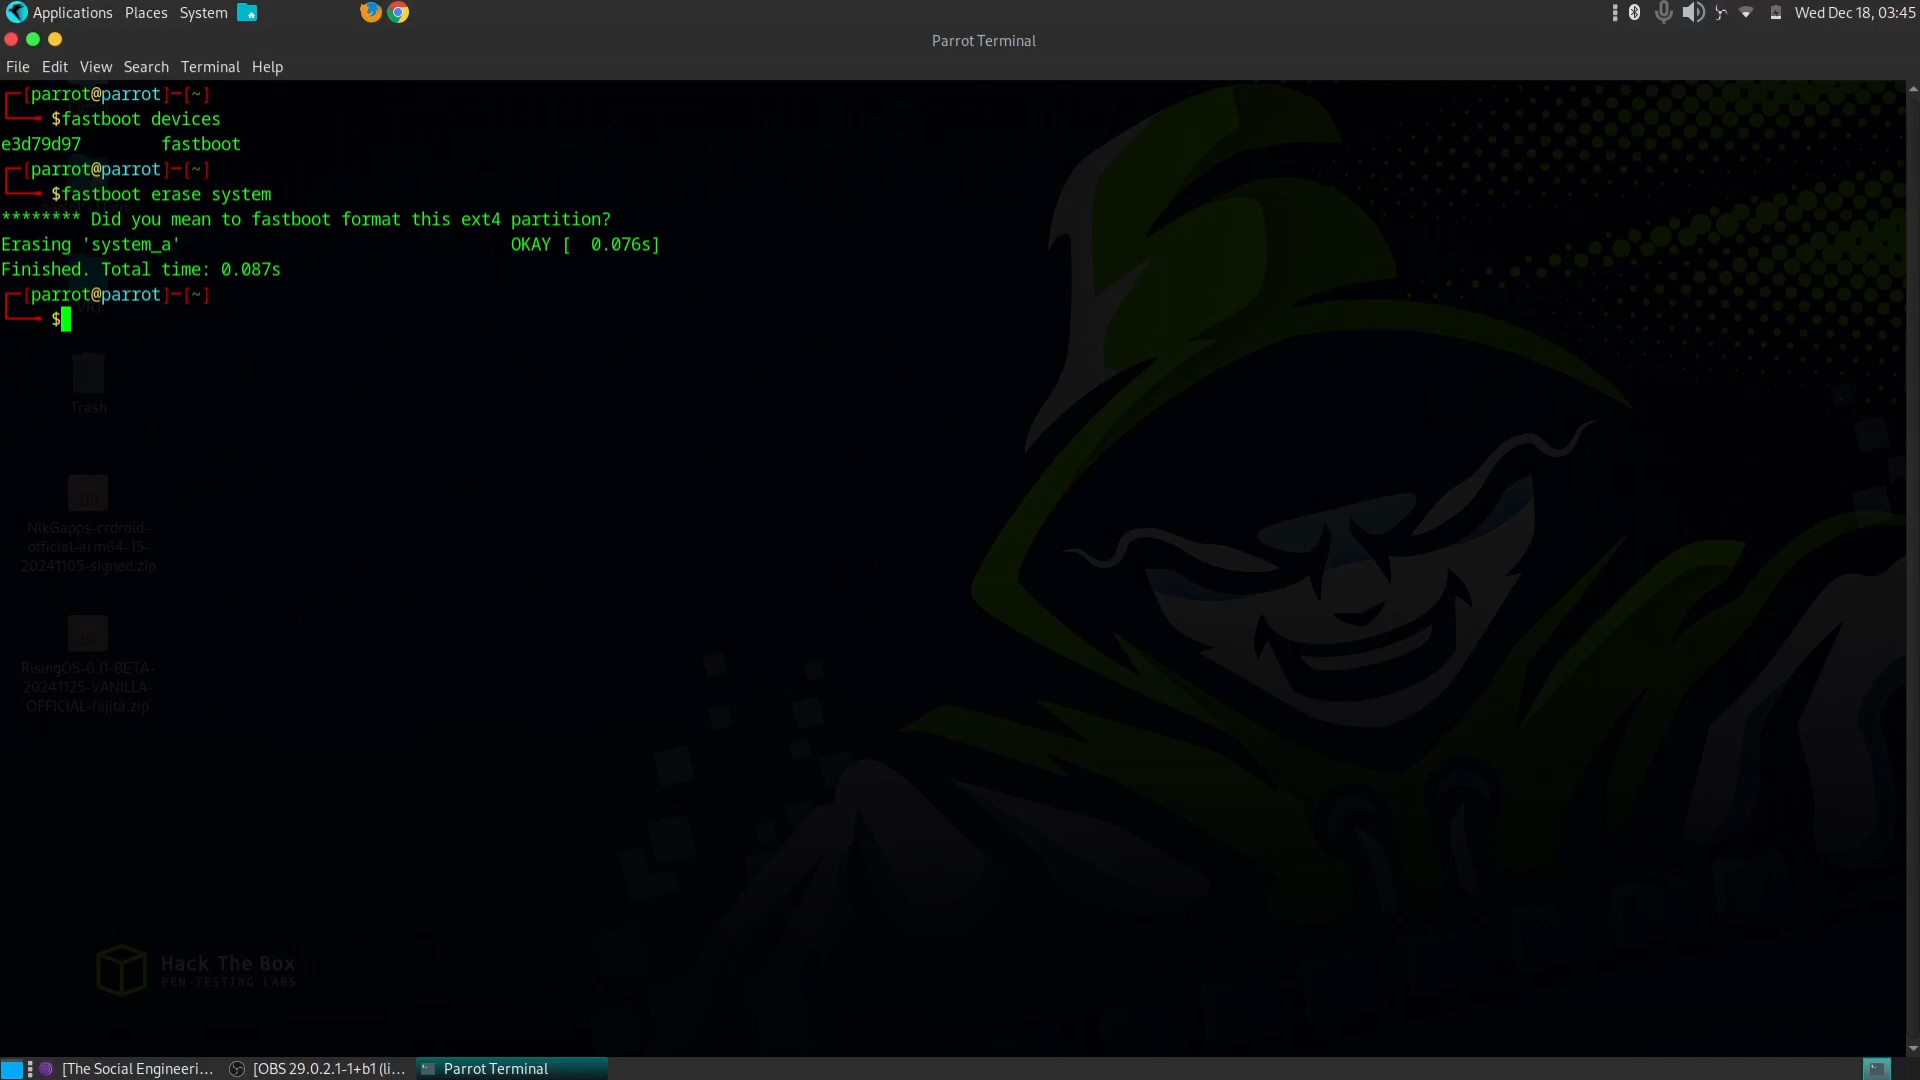 Applications Places System
Wed Dec 18, 03:45
Parrot Terminal
File Edit View Search Terminal Help
[parrot@parrot]─[~]
$fastboot devices
e3d79d97 fastboot
[parrot@parrot]─[~]
$fastboot erase system
******** Did you mean to fastboot format this ext4 partition?
Erasing 'system_a' OKAY [ 0.076s]
Finished. Total time: 0.087s
[parrot@parrot]─[~]
$
Trash
NikGapps-crdroid-
official-arm64-15-
20241105-signed.zip
RisingOS-6.0-BETA-
20241125-VANILLA-
OFFICIAL-fajita.zip
Hack The Box
PEN-TESTING LABS
[The Social Engineeri... [OBS 29.0.2.1-1+b1 (li... Parrot Terminal